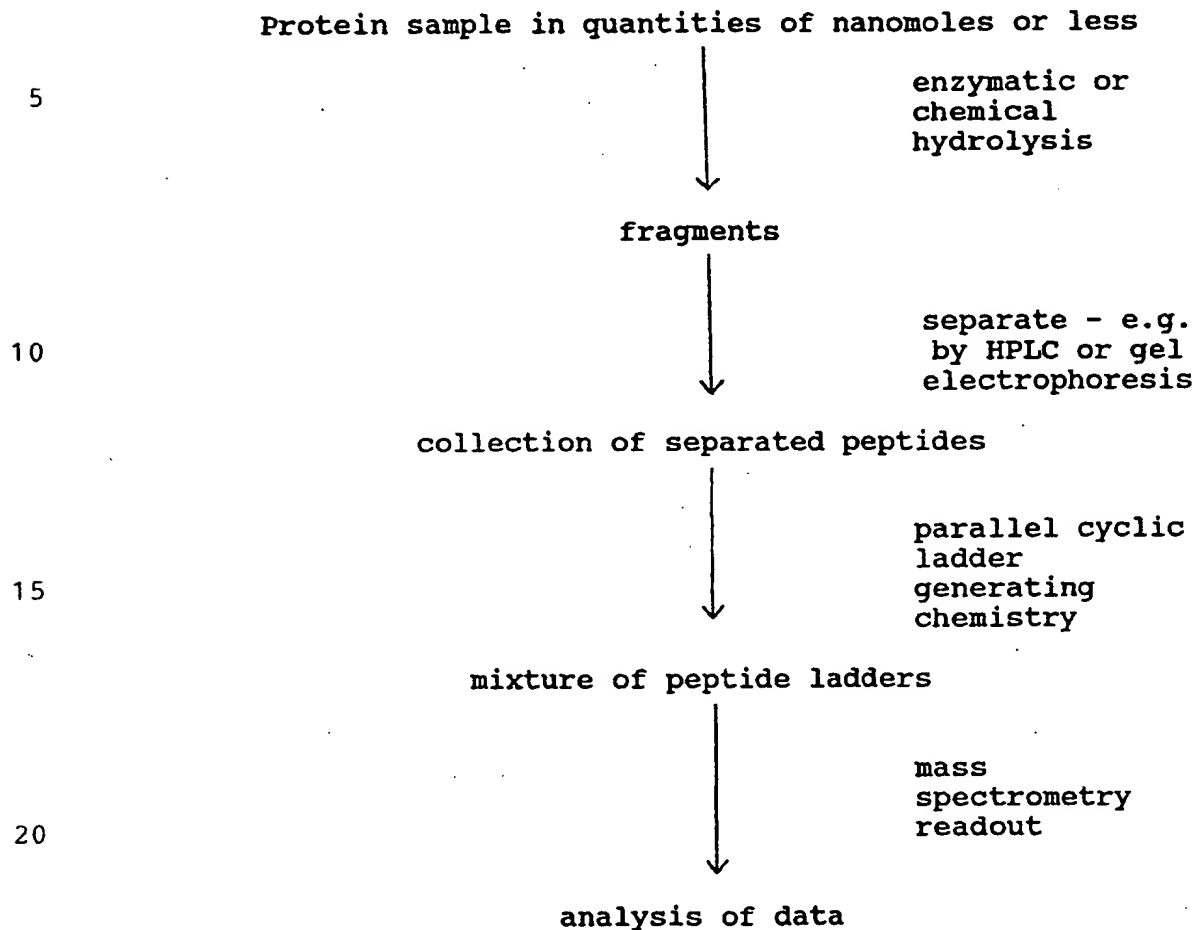 Protein sample in quantities of nanomoles or less
5
enzymatic or
chemical
hydrolysis
fragments
separate - e.g.
10
by HPLC or gel
electrophoresis
collection of separated peptides
parallel cyclic
ladder
15
generating
chemistry
mixture of peptide ladders
mass
spectrometry
20
readout
analysis of data